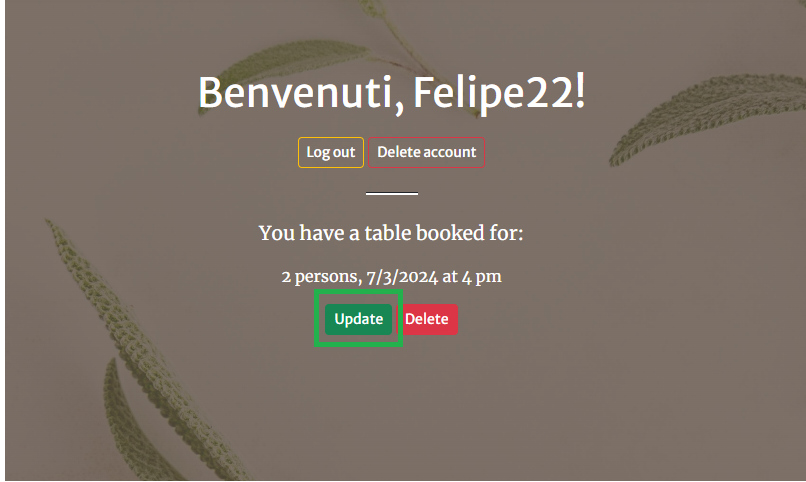 Benvenuti, Felipe22!
Log out Delete account
You have a table booked for:
2 persons, 7/3/2024 at 4 pm
Update Delete